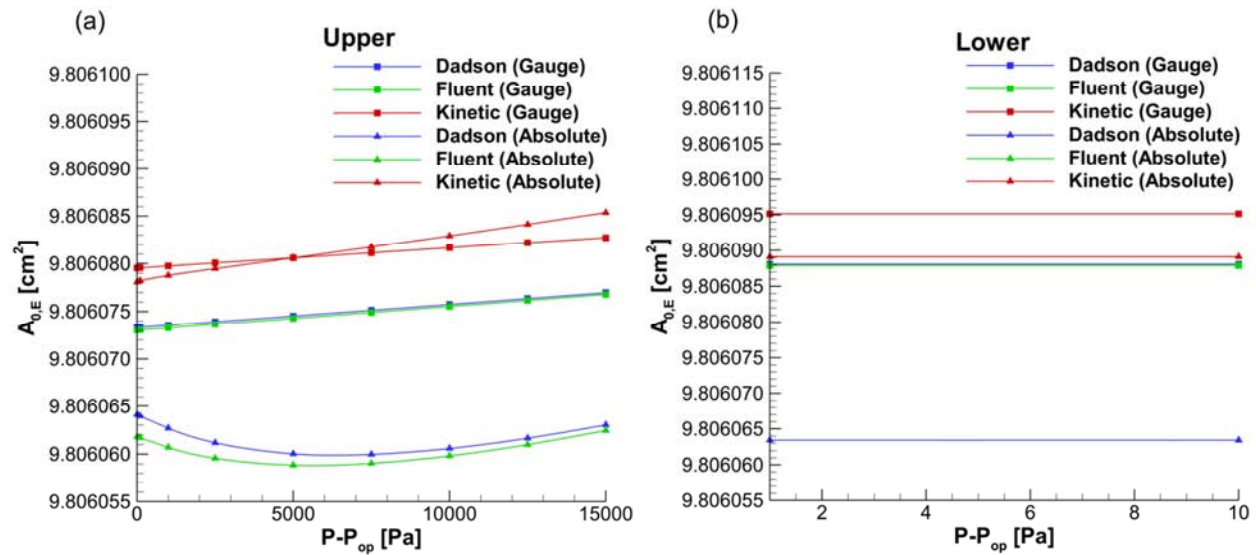 (a)
Upper
Dadson (Gauge)
Fluent (Gauge)
Kinetic (Gauge)
Dadson (Absolute)
Fluent (Absolute)
Kinetic (Absolute)
9.806100
9.806095
9.806090
9.806085
9.806080
9.806075
9.806070
9.806065
9.806060
9.806055
A0,E [cm2]
0 5000 10000 15000
P-Pop [Pa]
(b)
Lower
Dadson (Gauge)
Fluent (Gauge)
Kinetic (Gauge)
Dadson (Absolute)
Fluent (Absolute)
Kinetic (Absolute)
9.806115
9.806110
9.806105
9.806100
9.806095
9.806090
9.806085
9.806080
9.806075
9.806070
9.806065
9.806060
9.806055
A0,E [cm2]
2 4 6 8 10
P-Pop [Pa]